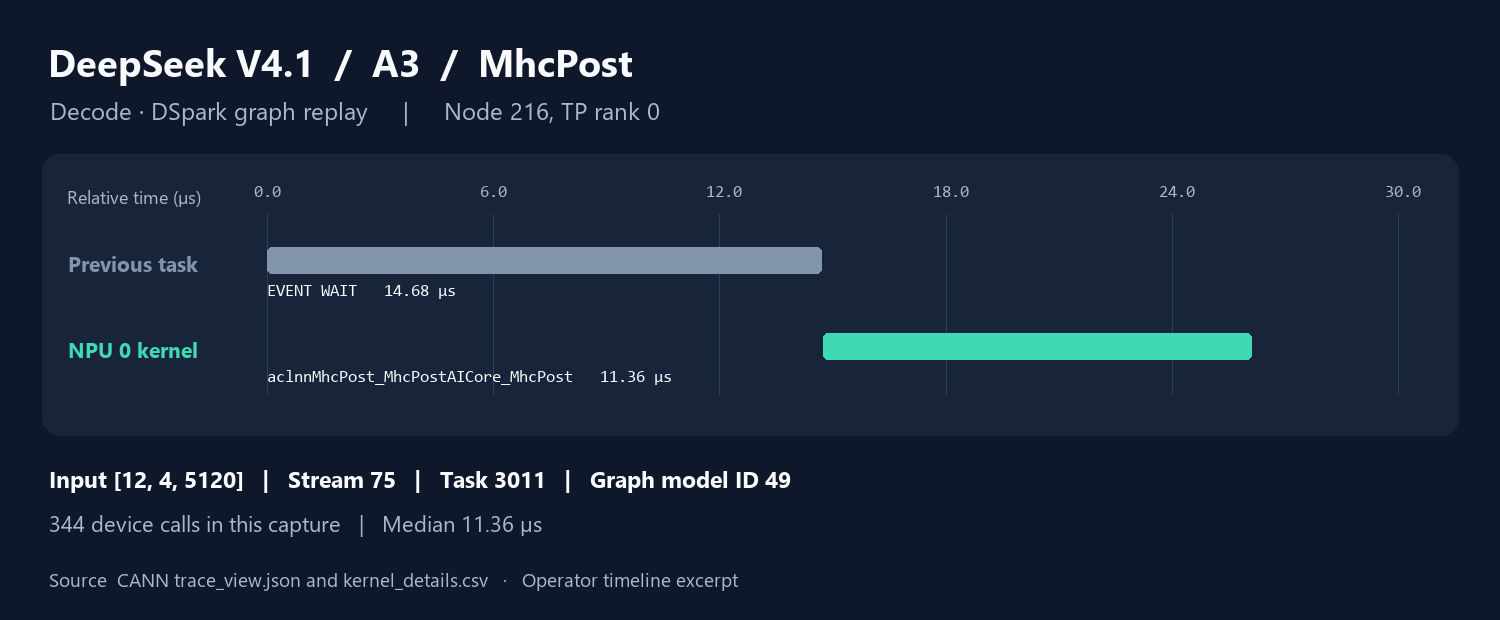 DeepSeek V4.1 / A3 / MhcPost
Decode · DSpark graph replay | Node 216, TP rank 0
Relative time (µs) 0.0 6.0 12.0 18.0 24.0 30.0
Previous task
EVENT WAIT 14.68 µs
NPU 0 kernel
aclnnMhcPost_MhcPostAICore_MhcPost 11.36 µs
Input [12, 4, 5120] | Stream 75 | Task 3011 | Graph model ID 49
344 device calls in this capture | Median 11.36 µs
Source CANN trace_view.json and kernel_details.csv · Operator timeline excerpt